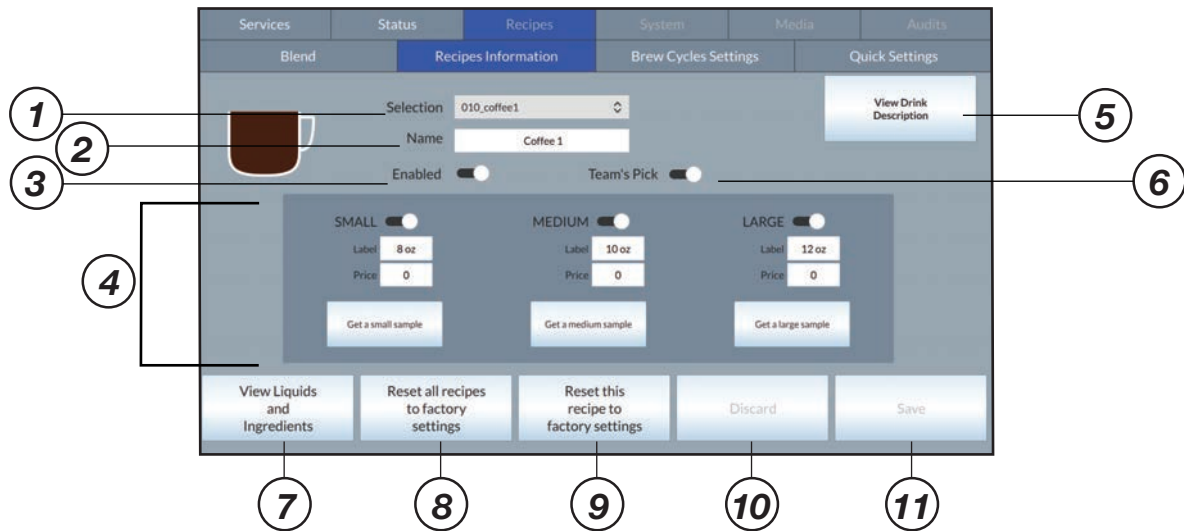 Services Status Recipes System Media Audits
Blend Recipes Information Brew Cycles Settings Quick Settings
1 Selection 010_coffee1 View Drink
Description 5
2 Name Coffee 1
3 Enabled Team's Pick 6
4
SMALL MEDIUM LARGE
Label 8 oz Label 10 oz Label 12 oz
Price 0 Price 0 Price 0
Get a small sample Get a medium sample Get a large sample
View Liquids
and
Ingredients
Reset all recipes
to factory
settings
Reset this
recipe to
factory settings
Discard
Save
7 8 9 10 11